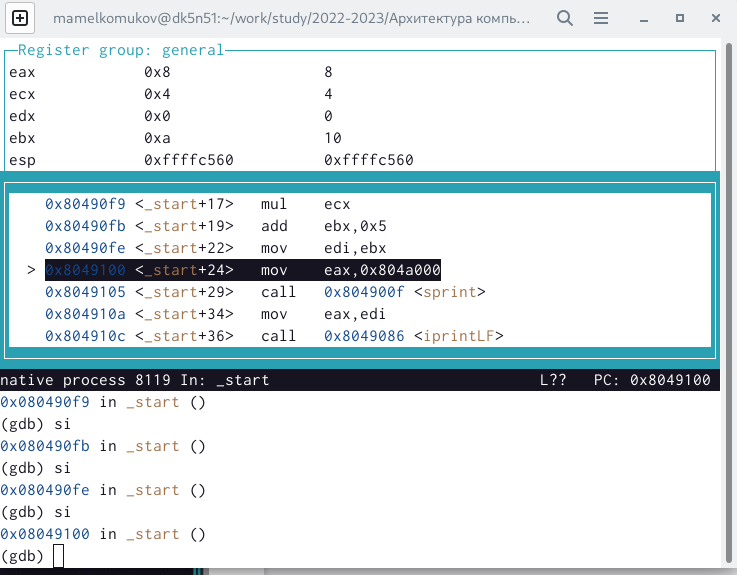 mamelkomukov@dk5n51:~/work/study/2022-2023/Архитектура компь...
Register group: general
eax 0x8 8
ecx 0x4 4
edx 0x0 0
ebx 0xa 10
esp 0xffffc560 0xffffc560
0x80490f9 <_start+17> mul ecx
0x80490fb <_start+19> add ebx,0x5
0x80490fe <_start+22> mov edi,ebx
> 0x8049100 <_start+24> mov eax,0x804a000
0x8049105 <_start+29> call 0x804900f <sprint>
0x804910a <_start+34> mov eax,edi
0x804910c <_start+36> call 0x8049086 <iprintLF>
native process 8119 In: _start L?? PC: 0x8049100
0x080490f9 in _start ()
(gdb) si
0x080490fb in _start ()
(gdb) si
0x080490fe in _start ()
(gdb) si
0x08049100 in _start ()
(gdb)